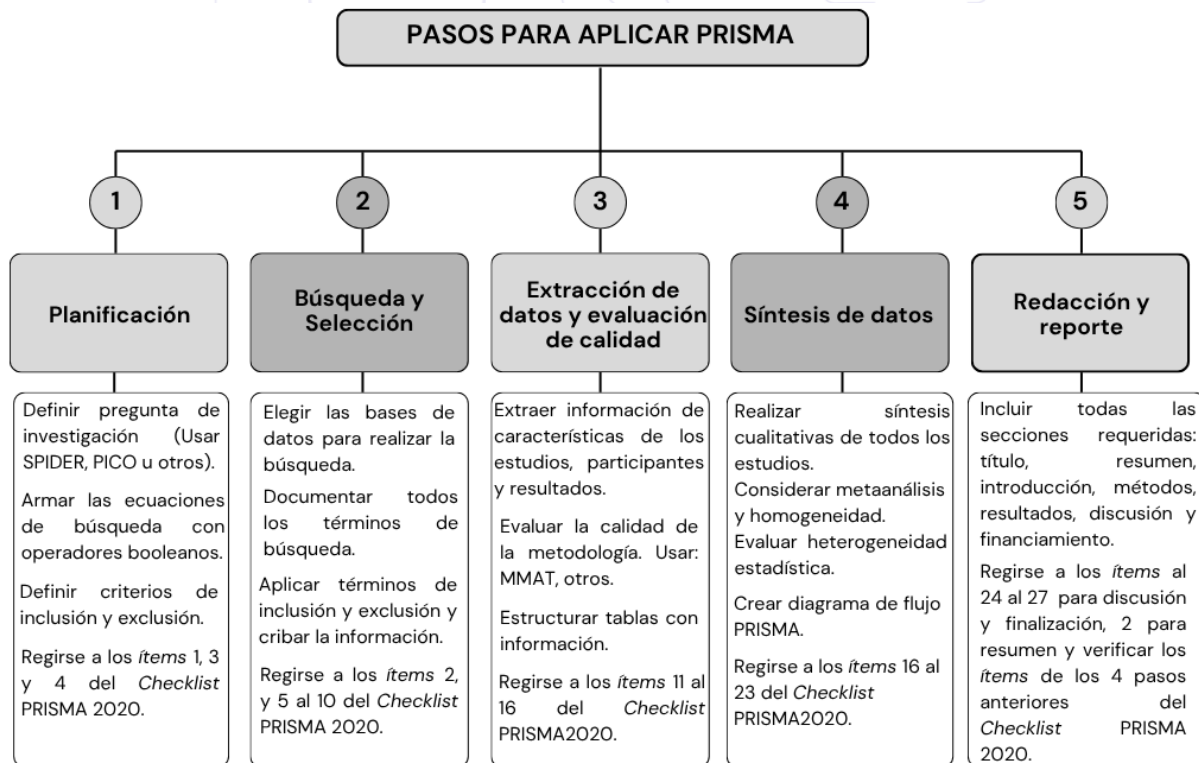 PASOS PARA APLICAR PRISMA
1
2
3
4
5
Planificación
Búsqueda y
Selección
Extracción de
datos y evaluación
de calidad
Síntesis de datos
Redacción y
reporte
Definir pregunta de
investigación (Usar
SPIDER, PICO u otros).
Armar las ecuaciones
de búsqueda con
operadores booleanos.
Definir criterios de
inclusión y exclusión.
Regirse a los ítems 1, 3
y 4 del Checklist
PRISMA 2020.
Elegir las bases de
datos para realizar la
búsqueda.
Documentar todos
los términos de
búsqueda.
Aplicar términos de
inclusión y exclusión y
cribar la información.
Regirse a los ítems 2,
y 5 al 10 del Checklist
PRISMA 2020.
Extraer información de
características de los
estudios, participantes
y resultados.
Evaluar la calidad de
la metodología. Usar:
MMAT, otros.
Estructurar tablas con
información.
Regirse a los ítems 11 al
16 del Checklist
PRISMA2020.
Realizar síntesis
cualitativas de todos los
estudios.
Considerar metaanálisis
y homogeneidad.
Evaluar heterogeneidad
estadística.
Crear diagrama de flujo
PRISMA.
Regirse a los ítems 16 al
23 del Checklist
PRISMA2020.
Incluir todas las
secciones requeridas:
título, resumen,
introducción, métodos,
resultados, discusión y
financiamiento.
Regirse a los ítems al
24 al 27 para discusión
y finalización, 2 para
resumen y verificar los
ítems de los 4 pasos
anteriores del
Checklist PRISMA
2020.